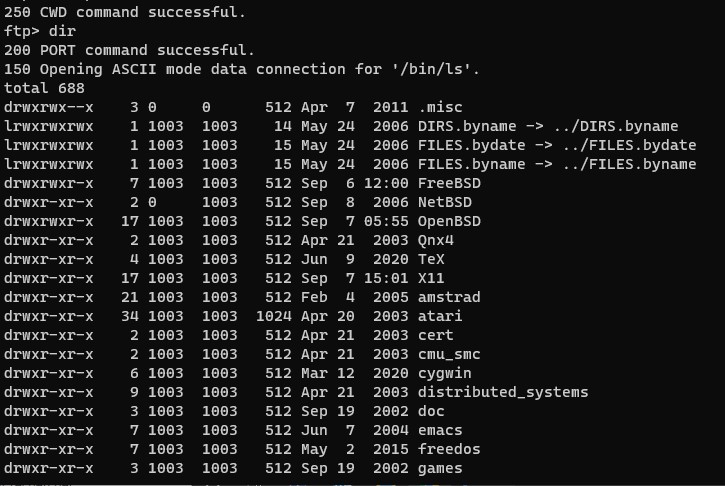 250 CWD command successful.
ftp> dir
200 PORT command successful.
150 Opening ASCII mode data connection for '/bin/ls'.
total 688
drwxrwx--x    3 0     0      512 Apr  7  2011 .misc
lrwxrwxrwx    1 1003  1003    14 May 24  2006 DIRS.byname -> ../DIRS.byname
lrwxrwxrwx    1 1003  1003    15 May 24  2006 FILES.bydate -> ../FILES.bydate
lrwxrwxrwx    1 1003  1003    15 May 24  2006 FILES.byname -> ../FILES.byname
drwxrwxr-x    7 1003  1003   512 Sep  6 12:00 FreeBSD
drwxrwxr-x    2 0     1003   512 Sep  8  2006 NetBSD
drwxrwxr-x   17 1003  1003   512 Sep  7 05:55 OpenBSD
drwxr-xr-x    2 1003  1003   512 Apr 21  2003 Qnx4
drwxr-xr-x    4 1003  1003   512 Jun  9  2020 TeX
drwxr-xr-x   17 1003  1003   512 Sep  7 15:01 X11
drwxr-xr-x   21 1003  1003   512 Feb  4  2005 amstrad
drwxr-xr-x   34 1003  1003  1024 Apr 20  2003 atari
drwxr-xr-x    2 1003  1003   512 Apr 21  2003 cert
drwxr-xr-x    2 1003  1003   512 Apr 21  2003 cmu_smc
drwxr-xr-x    6 1003  1003   512 Mar 12  2020 cygwin
drwxr-xr-x    9 1003  1003   512 Apr 21  2003 distributed_systems
drwxr-xr-x    3 1003  1003   512 Sep 19  2002 doc
drwxr-xr-x    7 1003  1003   512 Jun  7  2004 emacs
drwxr-xr-x    7 1003  1003   512 May  2  2015 freedos
drwxr-xr-x    3 1003  1003   512 Sep 19  2002 games